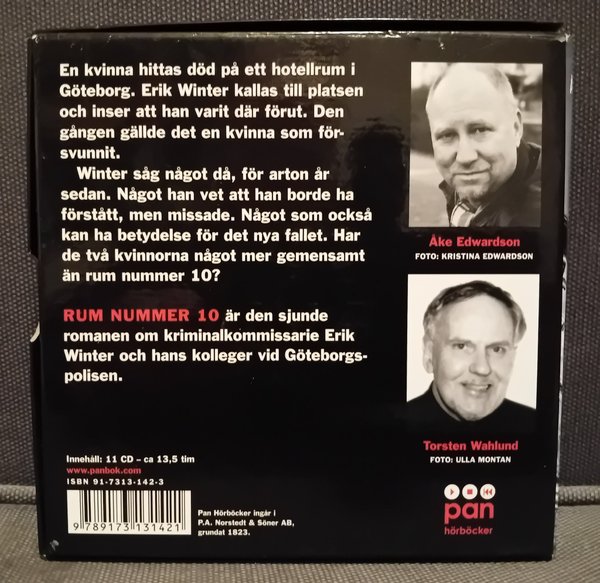 En kvinna hittas död på ett hotellrum i
Göteborg. Erik Winter kallas till platsen
och inser att han varit där förut. Den
gången gällde det en kvinna som för-
svunnit.
Winter såg något då, för arton år
sedan. Något han vet att han borde ha
förstått, men missade. Något som också
kan ha betydelse för det nya fallet. Har
de två kvinnorna något mer gemensamt
än rum nummer 10?
RUM NUMMER 10 är den sjunde
romanen om kriminalkommissarie Erik
Winter och hans kolleger vid Göteborgs-
polisen.
Åke Edwardson
FOTO: KRISTINA EDWARDSON
Torsten Wahlund
FOTO: ULLA MONTAN
Innehåll: 11 CD – ca 13,5 tim
www.panbok.com
ISBN 91-7313-142-3
9 789173 131421
Pan Hörböcker ingår i
P.A. Norstedt & Söner AB,
grundat 1823.
pan
hörböcker